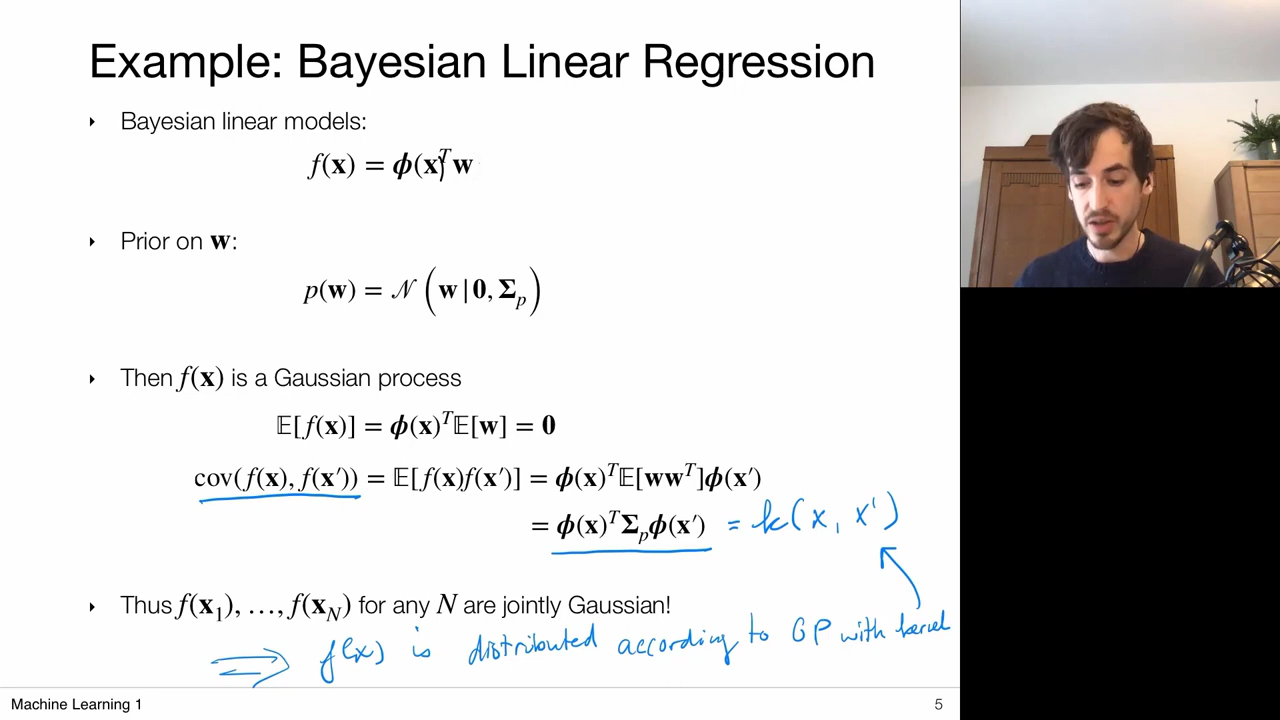 Example: Bayesian Linear Regression
‣ Bayesian linear models:
f(x) = ϕ(x)ᵀw
‣ Prior on w:
p(w) = 𝒩 (w | 0, Σₚ)
‣ Then f(x) is a Gaussian process
𝔼[f(x)] = ϕ(x)ᵀ𝔼[w] = 0
cov(f(x), f(x′)) = 𝔼[f(x)f(x′)] = ϕ(x)ᵀ𝔼[wwᵀ]ϕ(x′)
= ϕ(x)ᵀΣₚϕ(x′) = k(x, x')
‣ Thus f(x₁), …, f(x_N) for any N are jointly Gaussian!
⟹ f(x) is distributed according to GP with kernel
Machine Learning 1 5